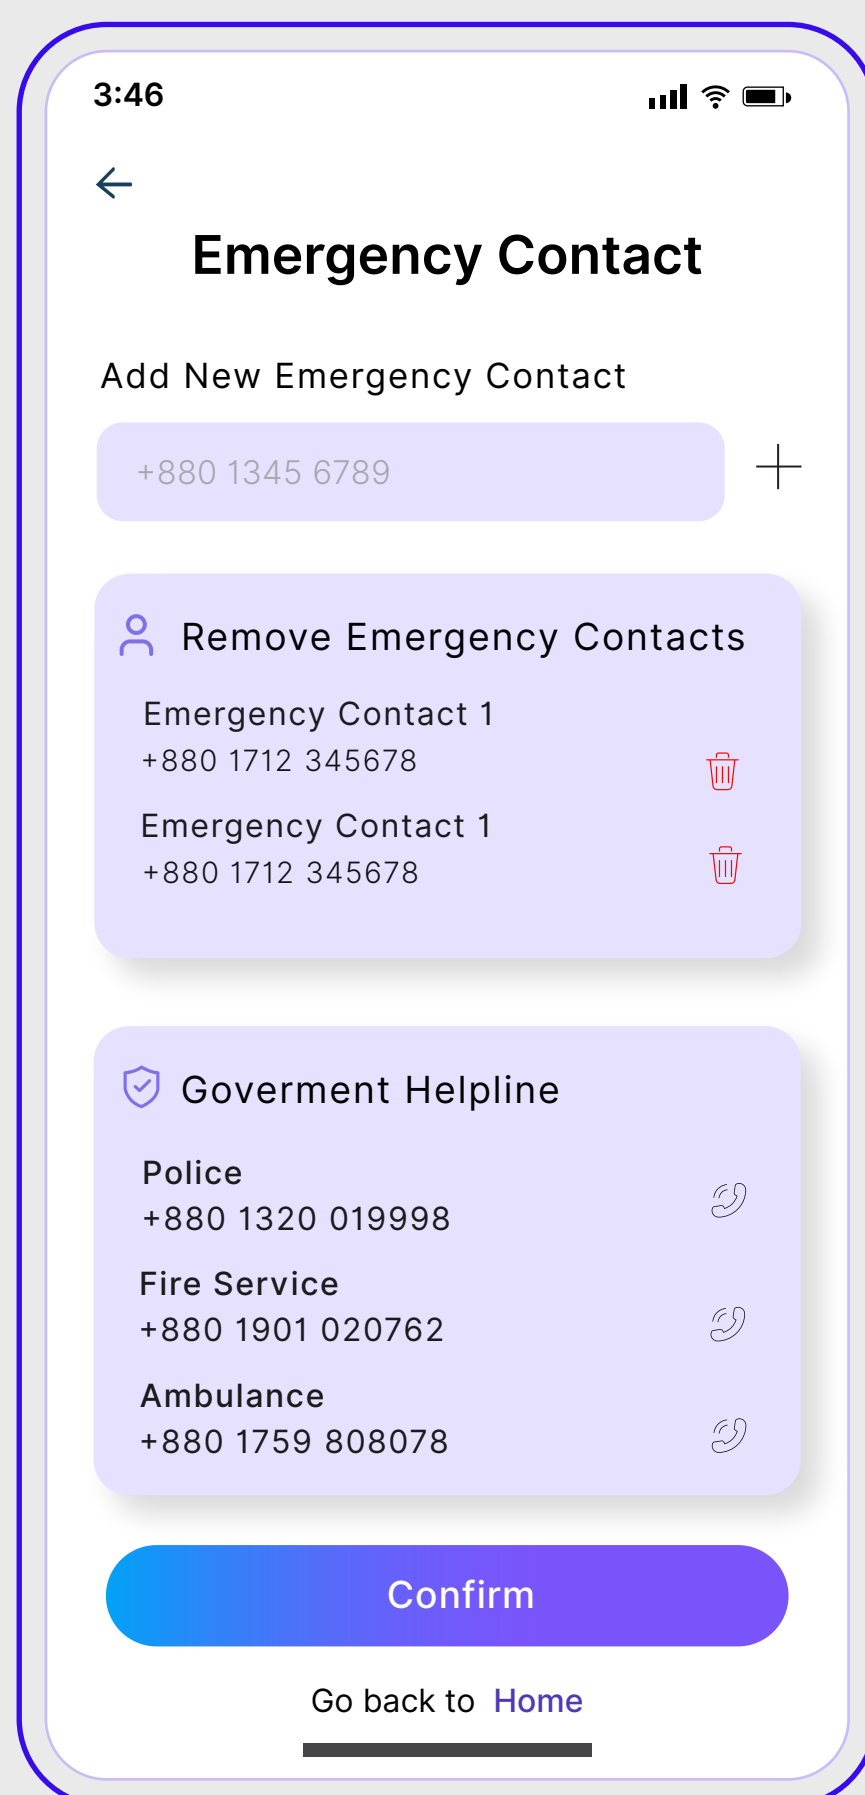 3:46
Emergency Contact
Add New Emergency Contact
+880 1345 6789
Remove Emergency Contacts
Emergency Contact 1
+880 1712 345678
Emergency Contact 1
+880 1712 345678
Goverment Helpline
Police
+880 1320 019998
Fire Service
+880 1901 020762
Ambulance
+880 1759 808078
Confirm
Go back to Home